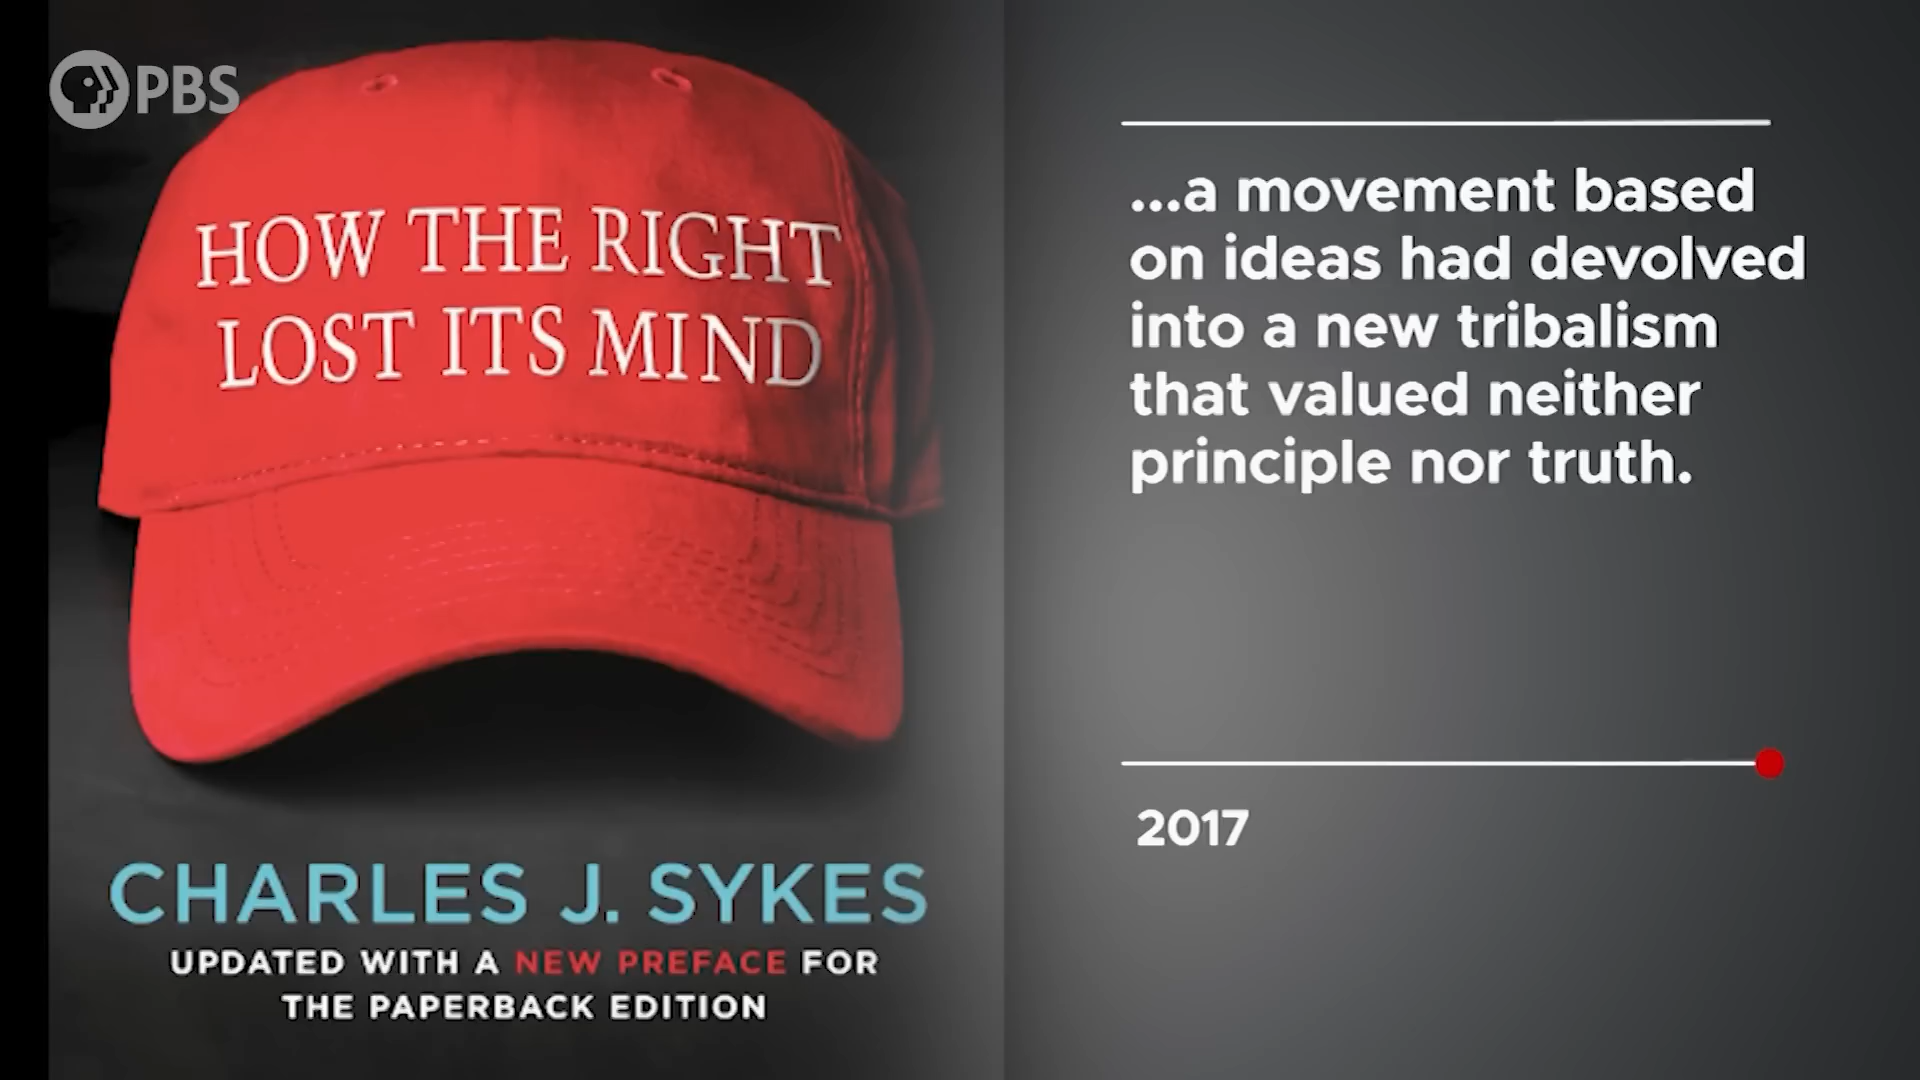 PBS
HOW THE RIGHT
LOST ITS MIND
CHARLES J. SYKES
UPDATED WITH A NEW PREFACE FOR
THE PAPERBACK EDITION
...a movement based
on ideas had devolved
into a new tribalism
that valued neither
principle nor truth.
2017